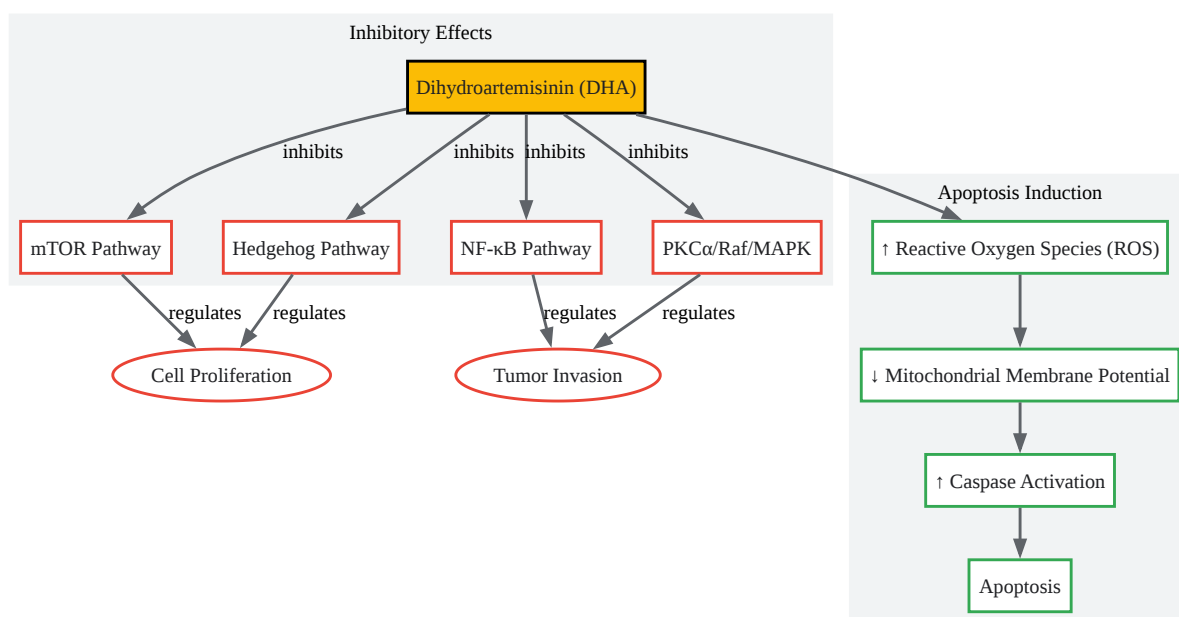 Inhibitory Effects
Dihydroartemisinin (DHA)
inhibits
inhibits
inhibits
inhibits
Apoptosis Induction
mTOR Pathway
Hedgehog Pathway
NF-κB Pathway
PKCα/Raf/MAPK
↑ Reactive Oxygen Species (ROS)
regulates
regulates
regulates
regulates
Cell Proliferation
Tumor Invasion
↓ Mitochondrial Membrane Potential
↑ Caspase Activation
Apoptosis